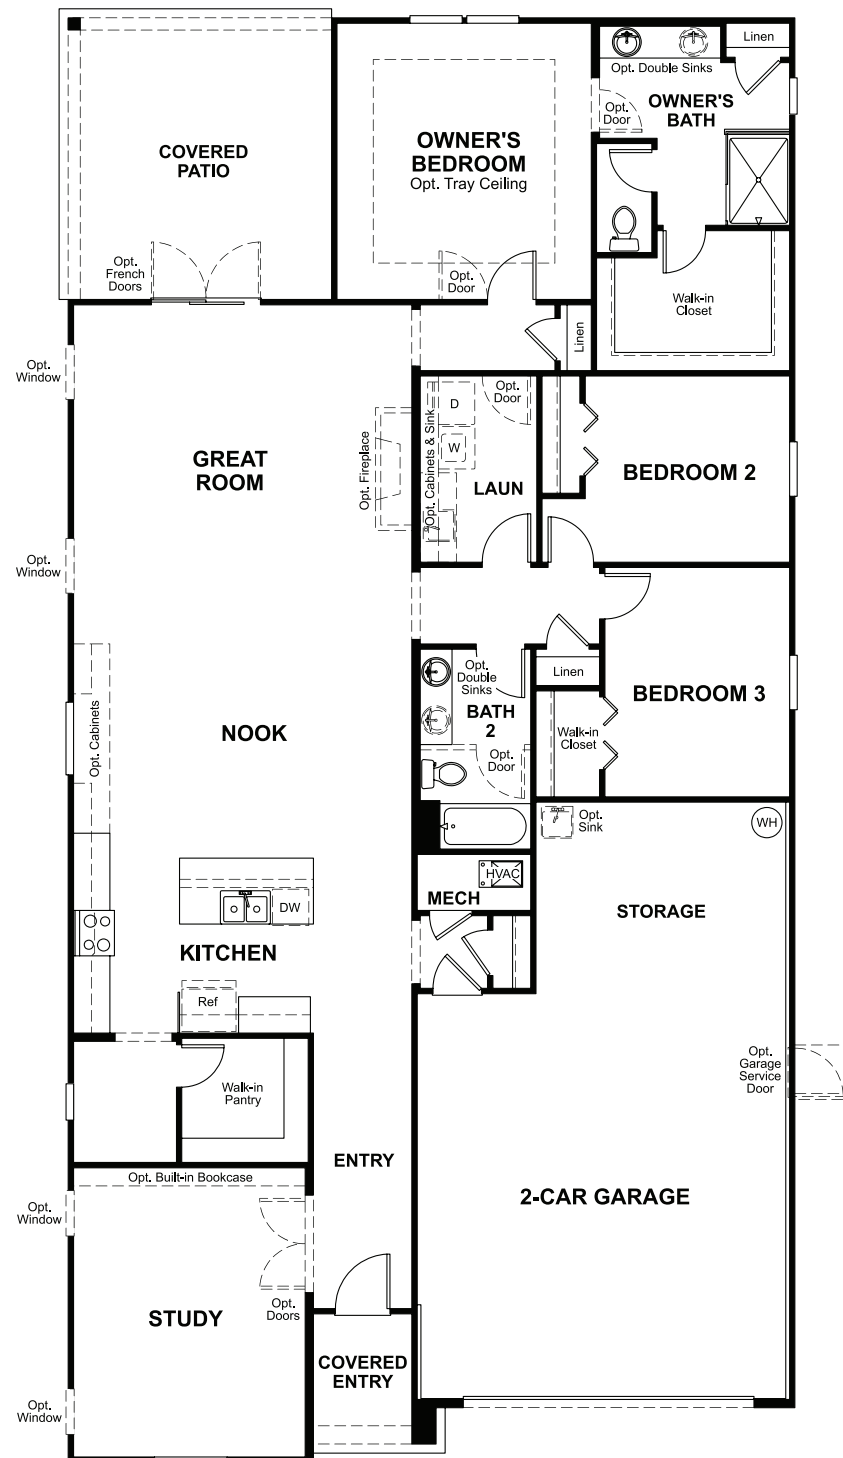 Linen
Opt. Double Sinks
OWNER'S
BATH
Opt.
Door
COVERED
PATIO
OWNER'S
BEDROOM
Opt. Tray Ceiling
Opt.
French
Doors
Opt.
Door
Walk-in
Closet
Linen
Opt.
Window
Opt.
Door
D
W
Opt. Cabinets & Sink
LAUN
Opt. Fireplace
GREAT
ROOM
BEDROOM 2
Opt.
Window
Linen
Opt.
Double
Sinks
BATH
2
Opt.
Door
BEDROOM 3
Walk-in
Closet
NOOK
Opt. Cabinets
Opt.
Sink
WH
HVAC
MECH
STORAGE
DW
KITCHEN
Ref
Opt.
Garage
Service
Door
Walk-in
Pantry
ENTRY
Opt. Built-in Bookcase
2-CAR GARAGE
Opt.
Window
Opt.
Doors
STUDY
COVERED
ENTRY
Opt.
Window